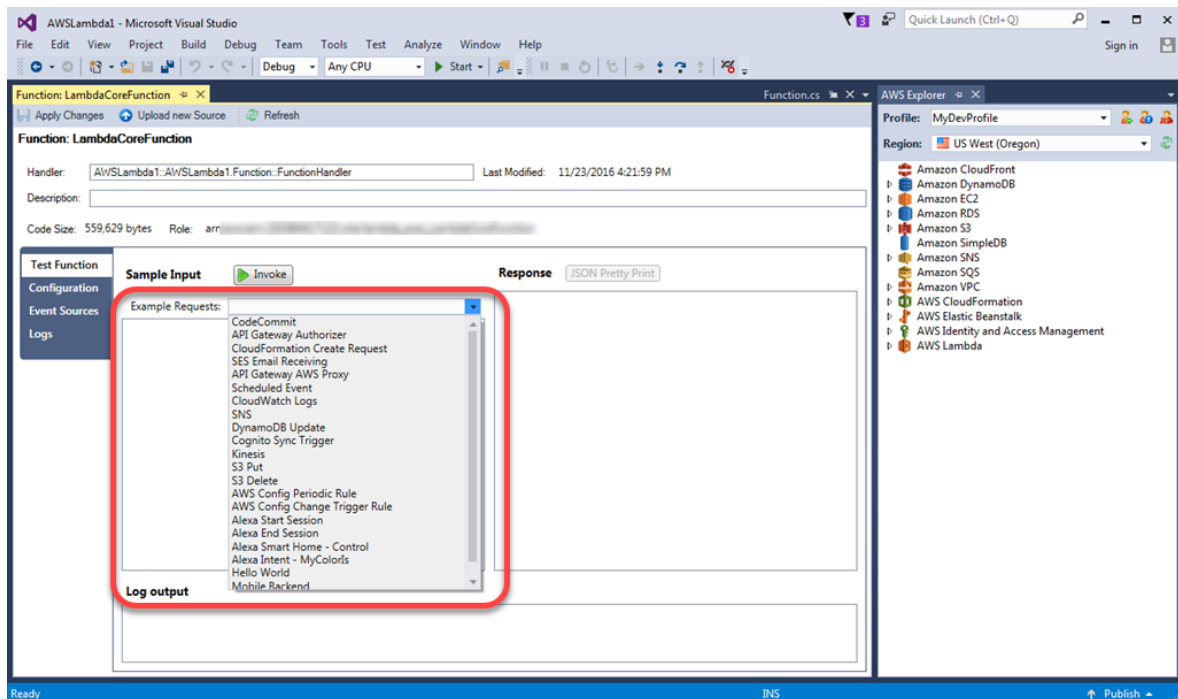 AWSLambda1 - Microsoft Visual Studio
3
Quick Launch (Ctrl+Q)
File Edit View Project Build Debug Team Tools Test Analyze Window Help
Sign in
Debug Any CPU Start
Function: LambdaCoreFunction
Function.cs
AWS Explorer
Apply Changes Upload new Source Refresh
Profile: MyDevProfile
Function: LambdaCoreFunction
Region: US West (Oregon)
Handler: AWSLambda1::AWSLambda1.Function::FunctionHandler Last Modified: 11/23/2016 4:21:59 PM
Description:
Code Size: 559,629 bytes Role: arr
Test Function
Configuration
Event Sources
Logs
Sample Input Invoke
Response JSON Pretty Print
Example Requests:
CodeCommit
API Gateway Authorizer
CloudFormation Create Request
SES Email Receiving
API Gateway AWS Proxy
Scheduled Event
CloudWatch Logs
SNS
DynamoDB Update
Cognito Sync Trigger
Kinesis
S3 Put
S3 Delete
AWS Config Periodic Rule
AWS Config Change Trigger Rule
Alexa Start Session
Alexa End Session
Alexa Smart Home - Control
Alexa Intent - MyColorIs
Hello World
Mobile Backend
Log output
Amazon CloudFront
Amazon DynamoDB
Amazon EC2
Amazon RDS
Amazon S3
Amazon SimpleDB
Amazon SNS
Amazon SQS
Amazon VPC
AWS CloudFormation
AWS Elastic Beanstalk
AWS Identity and Access Management
AWS Lambda
Ready
INS
Publish